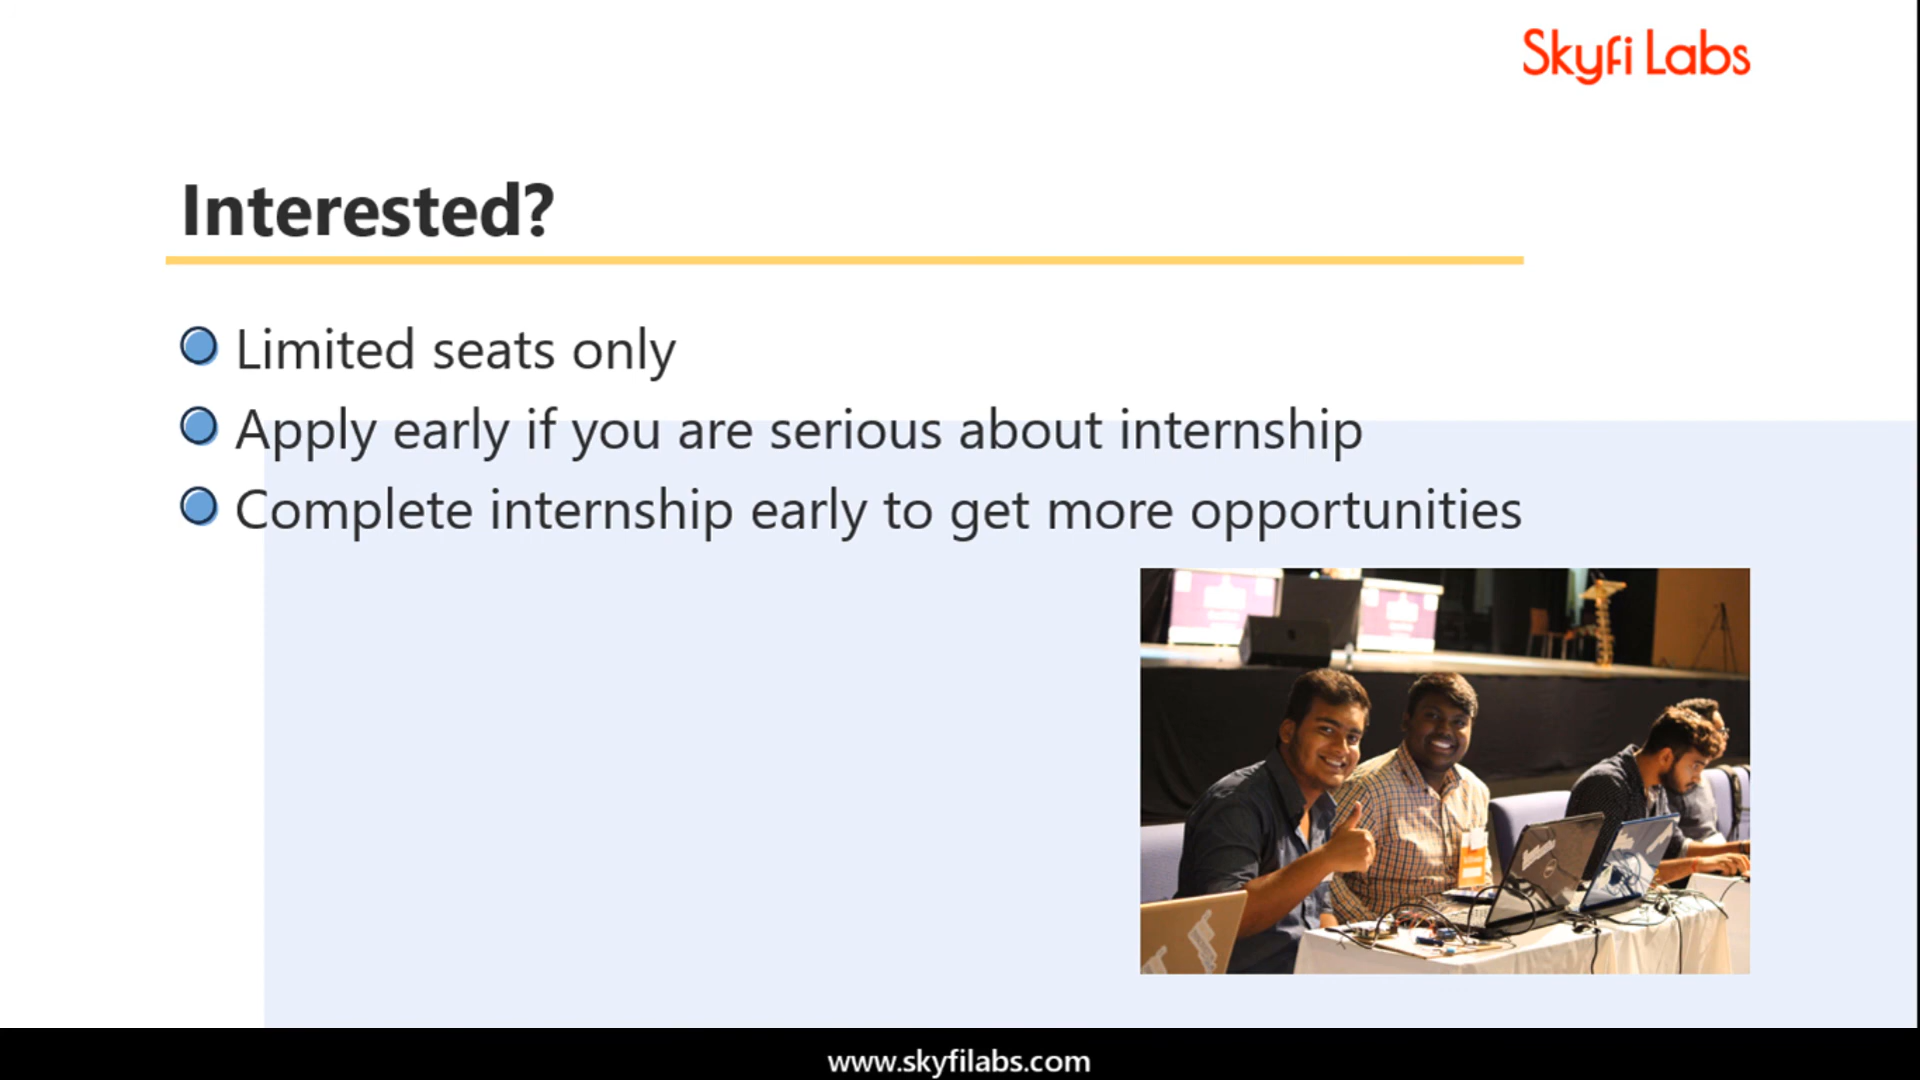 Skyfi Labs
Interested?
Limited seats only
Apply early if you are serious about internship
Complete internship early to get more opportunities
www.skyfilabs.com